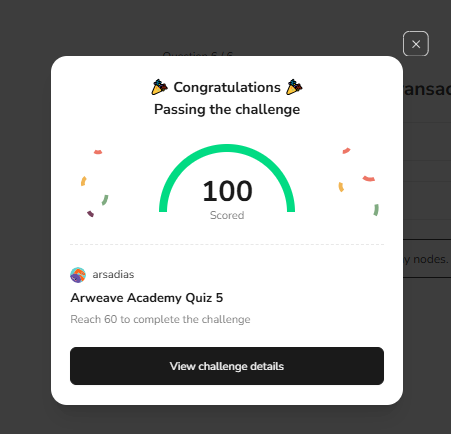 Question 6 / 6
ansac
Congratulations
Passing the challenge
100
Scored
y nodes.
arsadias
Arweave Academy Quiz 5
Reach 60 to complete the challenge
View challenge details